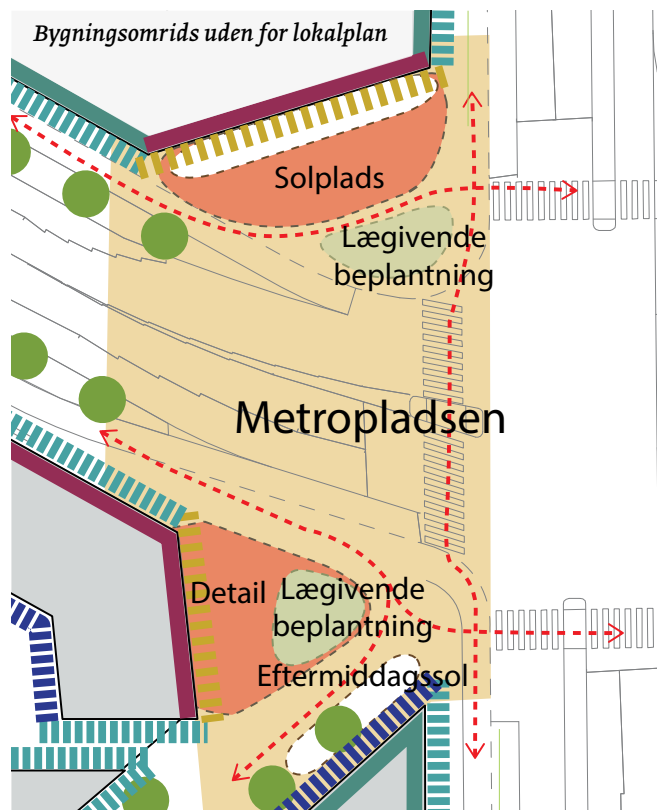 Bygningsomrids uden for lokalplan
Solplads
Lægivende
beplantning
Metropladsen
Detail
Lægivende
beplantning
Eftermiddagssol